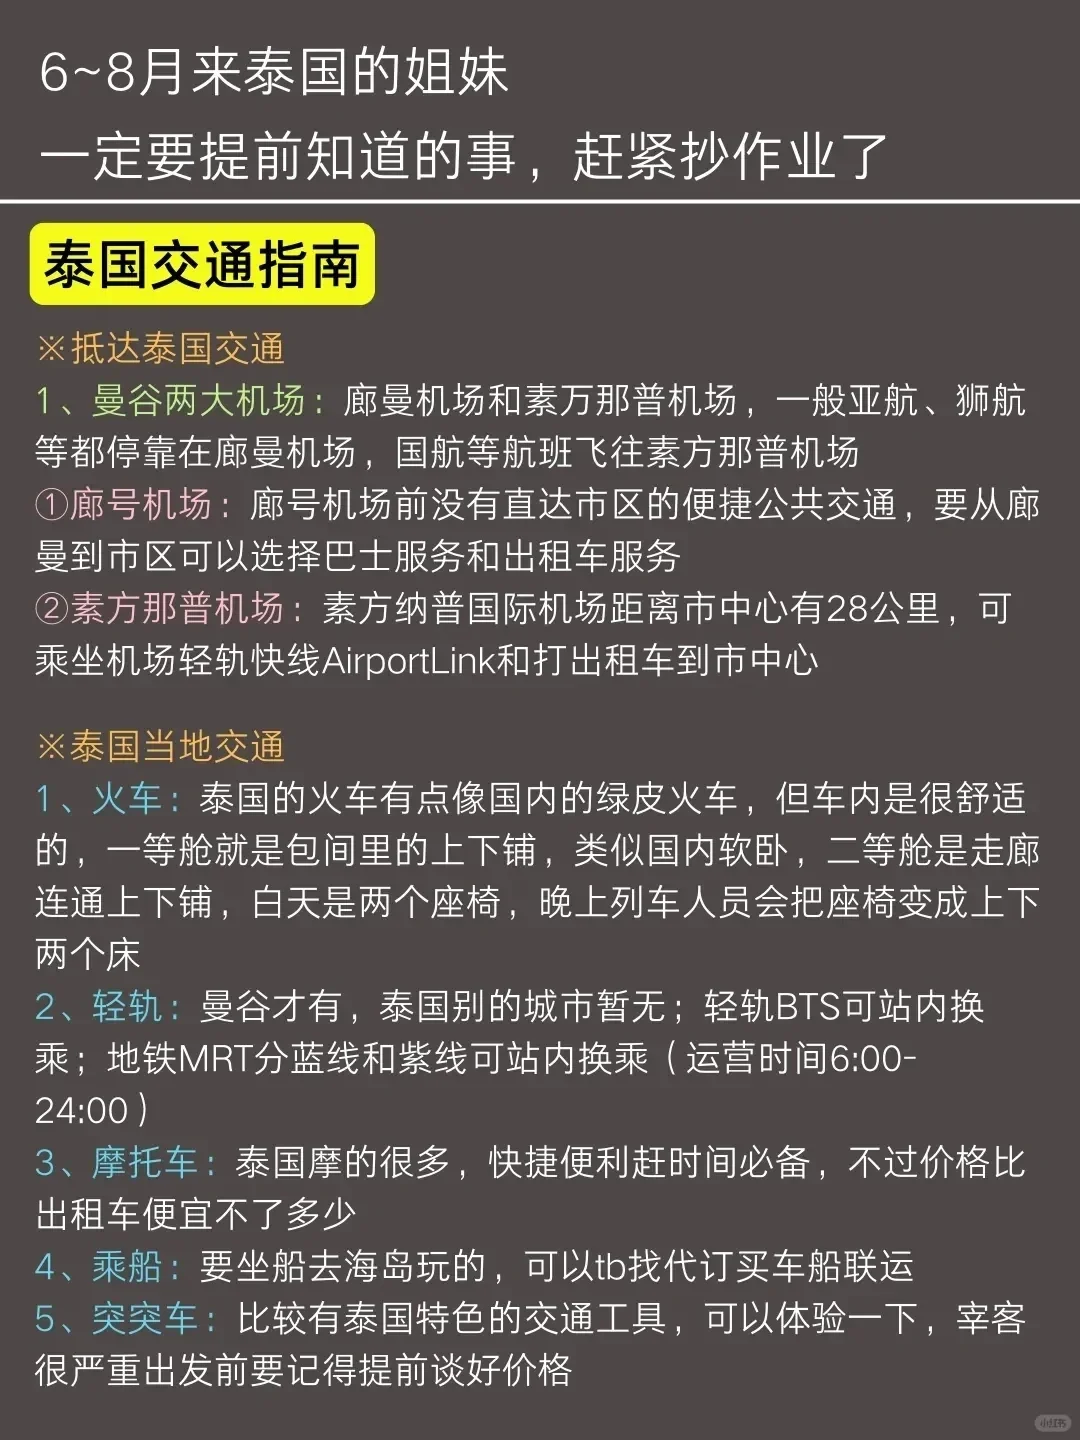 6~8月来泰国的姐妹
一定要提前知道的事，赶紧抄作业了
泰国交通指南
※抵达泰国交通
1、曼谷两大机场：廊曼机场和素万那普机场，一般亚航、狮航
等都停靠在廊曼机场，国航等航班飞往素方那普机场
①廊号机场：廊号机场前没有直达市区的便捷公共交通，要从廊
曼到市区可以选择巴士服务和出租车服务
②素方那普机场：素方纳普国际机场距离市中心有28公里，可
乘坐机场轻轨快线AirportLink和打出租车到市中心
※泰国当地交通
1、火车：泰国的火车有点像国内的绿皮火车，但车内是很舒适
的，一等舱就是包间里的上下铺，类似国内软卧，二等舱是走廊
连通上下铺，白天是两个座椅，晚上列车人员会把座椅变成上下
两个床
2、轻轨：曼谷才有，泰国别的城市暂无；轻轨BTS可站内换
乘；地铁MRT分蓝线和紫线可站内换乘（运营时间6:00-
24:00）
3、摩托车：泰国摩的很多，快捷便利赶时间必备，不过价格比
出租车便宜不了多少
4、乘船：要坐船去海岛玩的，可以tb找代订买车船联运
5、突突车：比较有泰国特色的交通工具，可以体验一下，宰客
很严重出发前要记得提前谈好价格
小红书